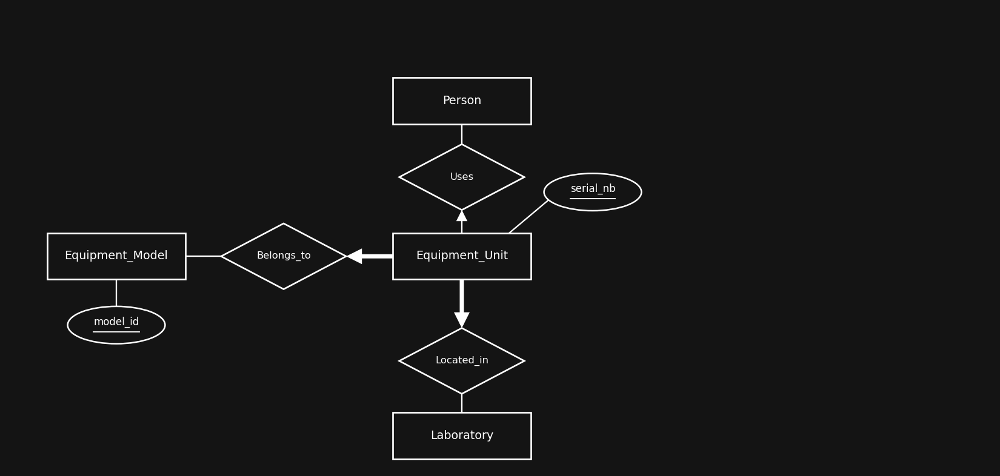 Person
Uses
serial_nb
Equipment_Model
Belongs_to
Equipment_Unit
model_id
Located_in
Laboratory